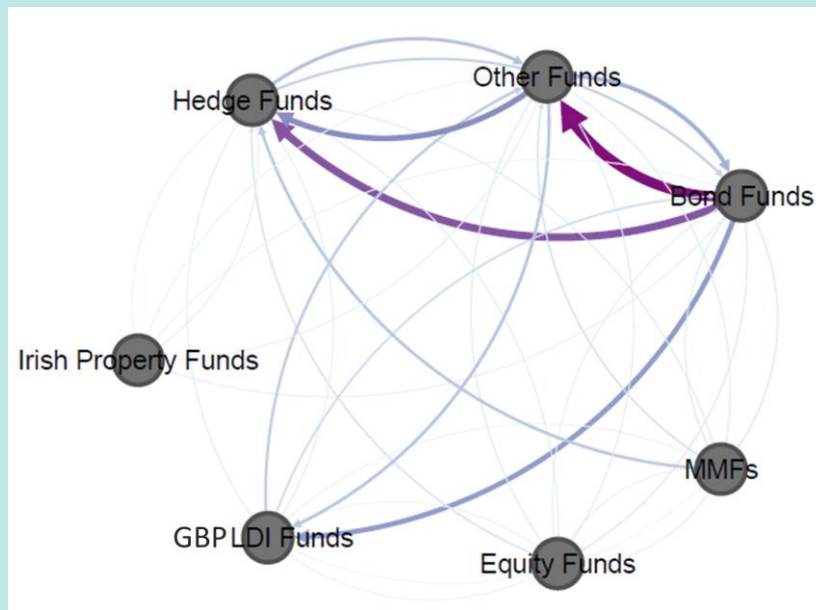 Other Funds
Hedge Funds
Bond Funds
Irish Property Funds
MMFs
GBPLDI Funds
Equity Funds